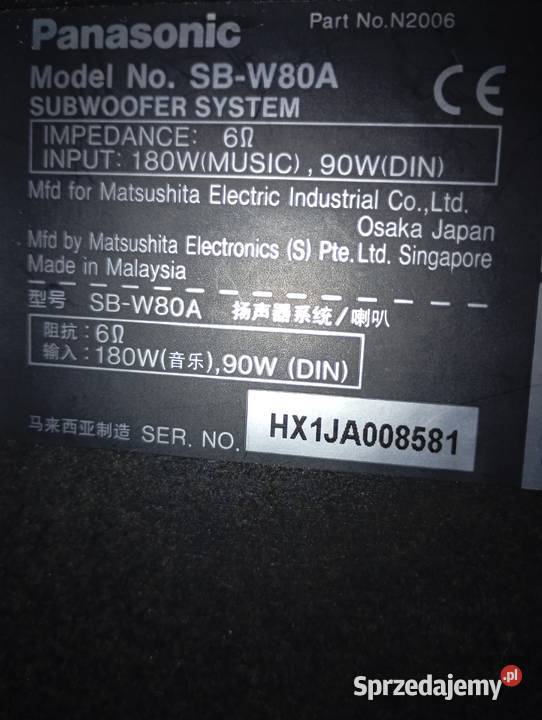 Panasonic
Part No.N2006
Model No. SB-W80A
SUBWOOFER SYSTEM
CE
IMPEDANCE: 6Ω
INPUT: 180W(MUSIC) , 90W(DIN)
Mfd for Matsushita Electric Industrial Co.,Ltd.
Osaka Japan
Mfd by Matsushita Electronics (S) Pte.Ltd. Singapore
Made in Malaysia
型号 SB-W80A 扬声器系统/喇叭
阻抗:6Ω
输入:180W(音乐),90W (DIN)
马来西亚制造 SER. NO. HX1JA008581
Sprzedajemy.pl